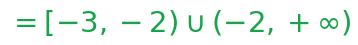 = [−3, −2) ∪ (−2, +∞)